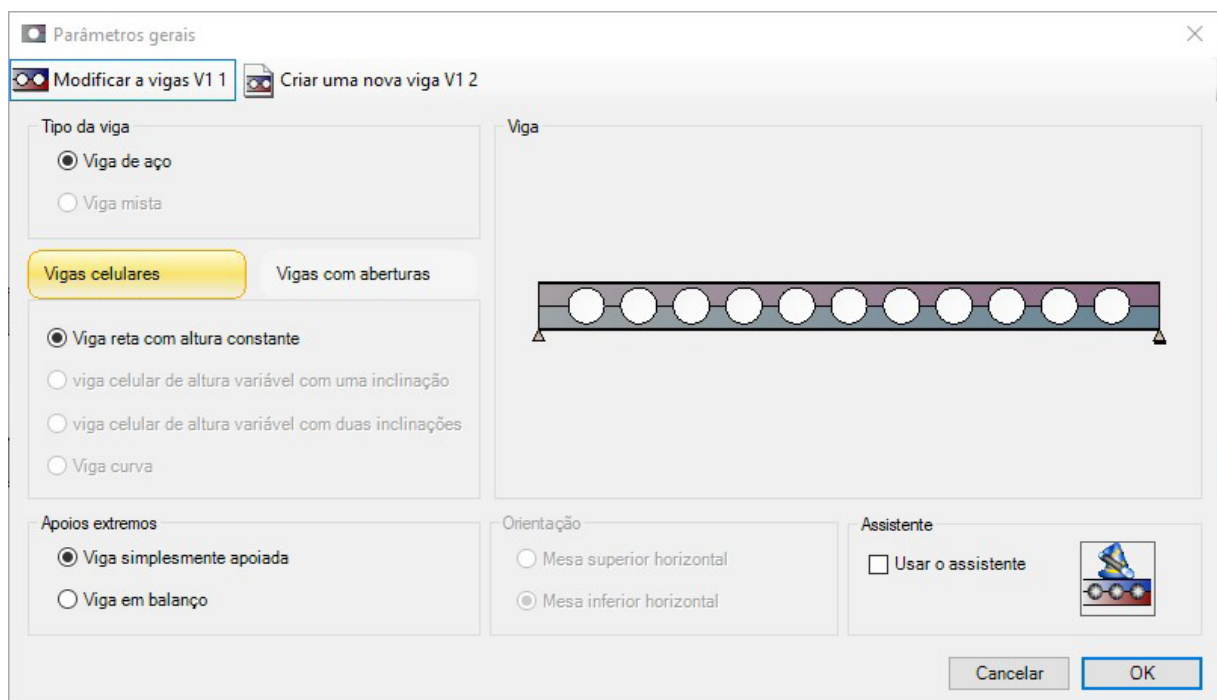 Parâmetros gerais
Modificar a vigas V1 1
Criar uma nova viga V1 2
Tipo da viga
Viga de aço
Viga mista
Viga
Vigas celulares
Vigas com aberturas
Viga reta com altura constante
viga celular de altura variável com uma inclinação
viga celular de altura variável com duas inclinações
Viga curva
Apoios extremos
Viga simplesmente apoiada
Viga em balanço
Orientação
Mesa superior horizontal
Mesa inferior horizontal
Assistente
Usar o assistente
Cancelar
OK